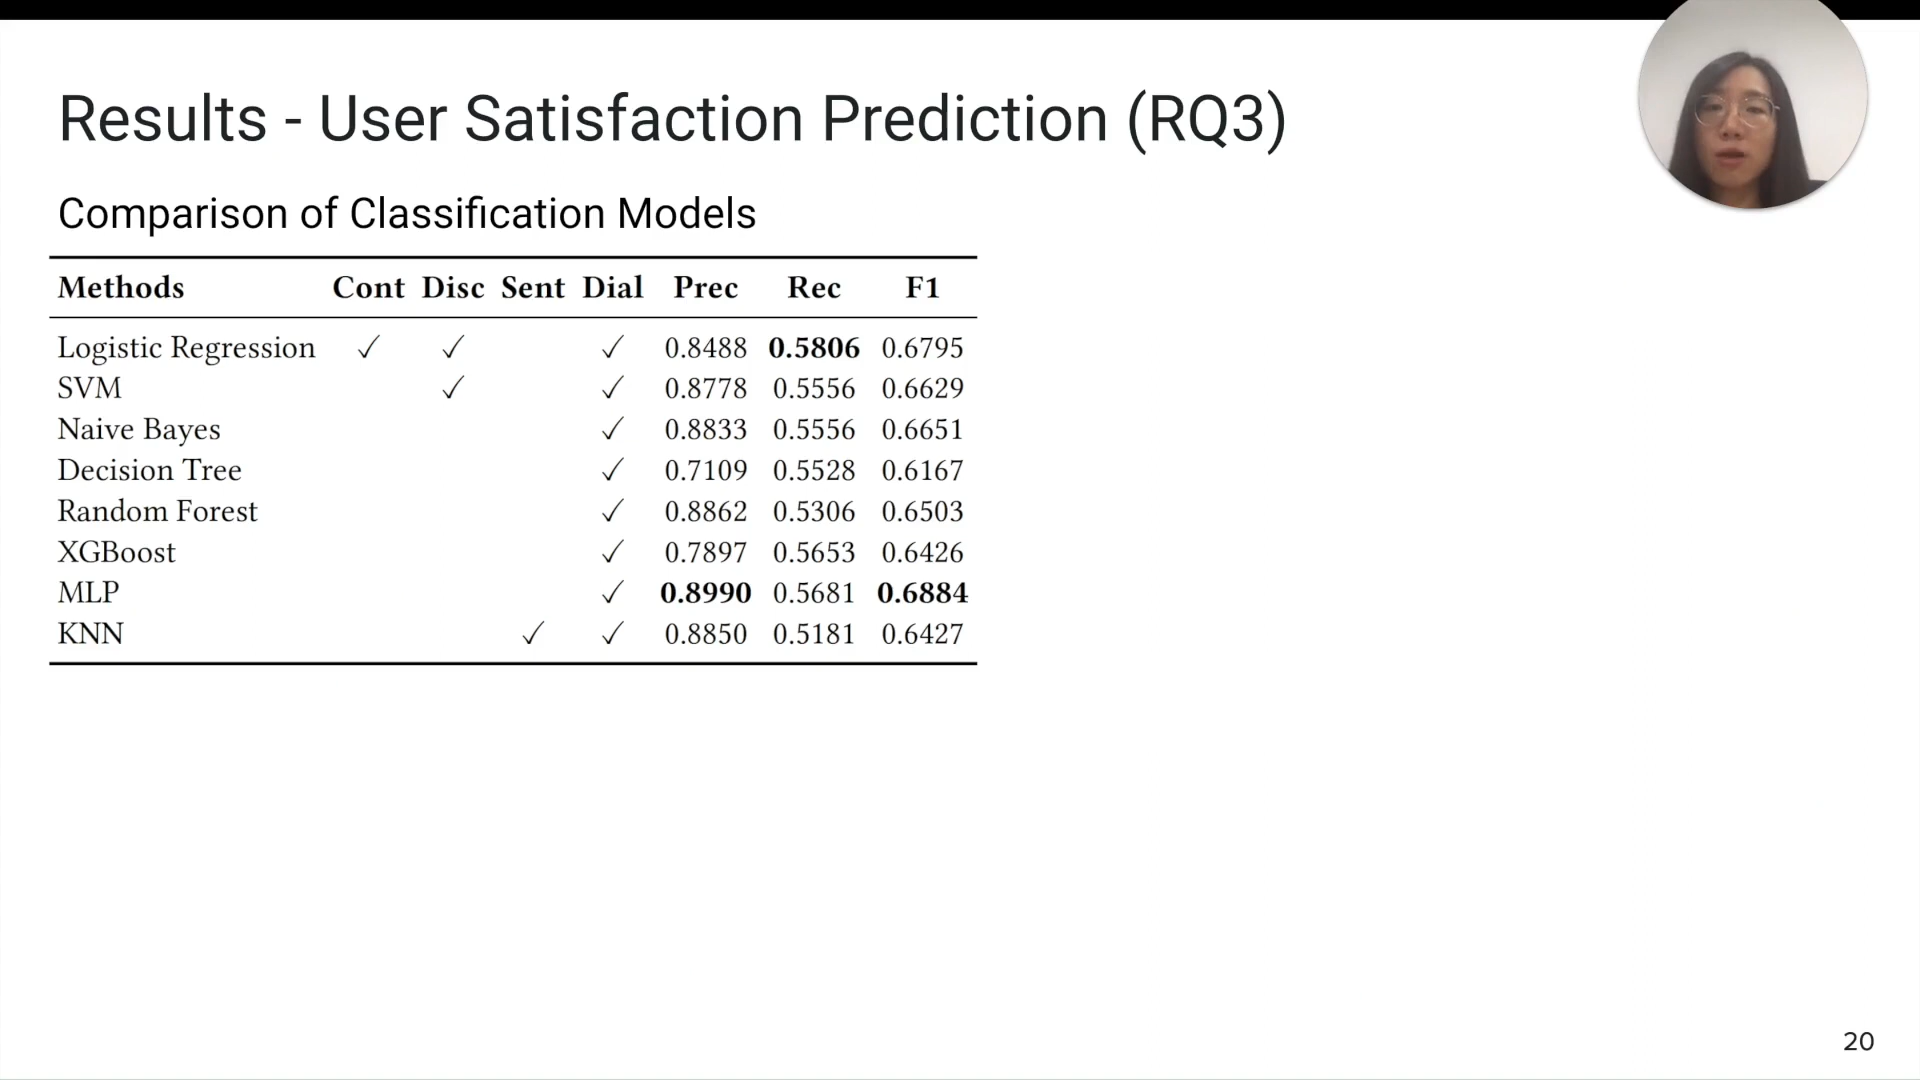 Results - User Satisfaction Prediction (RQ3)
Comparison of Classification Models
Methods Cont Disc Sent Dial Prec Rec F1
Logistic Regression ✓ ✓ ✓ 0.8488 0.5806 0.6795
SVM ✓ ✓ 0.8778 0.5556 0.6629
Naive Bayes ✓ 0.8833 0.5556 0.6651
Decision Tree ✓ 0.7109 0.5528 0.6167
Random Forest ✓ 0.8862 0.5306 0.6503
XGBoost ✓ 0.7897 0.5653 0.6426
MLP ✓ 0.8990 0.5681 0.6884
KNN ✓ ✓ 0.8850 0.5181 0.6427
20